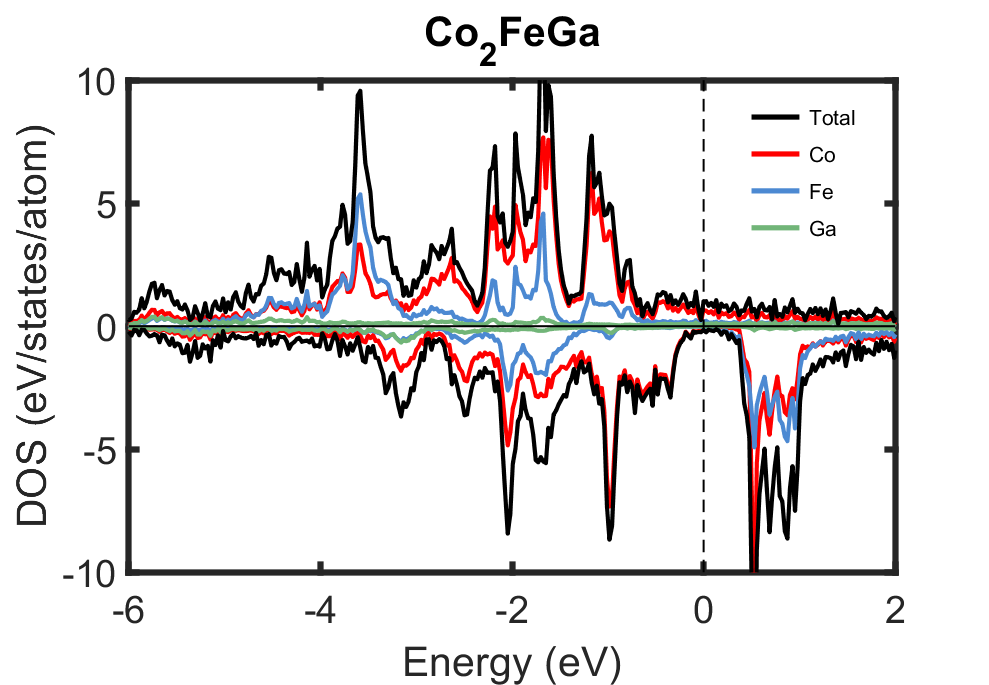 Co₂FeGa
DOS (eV/states/atom)
10
5
0
-5
-10
Total
Co
Fe
Ga
-6 -4 -2 0 2
Energy (eV)